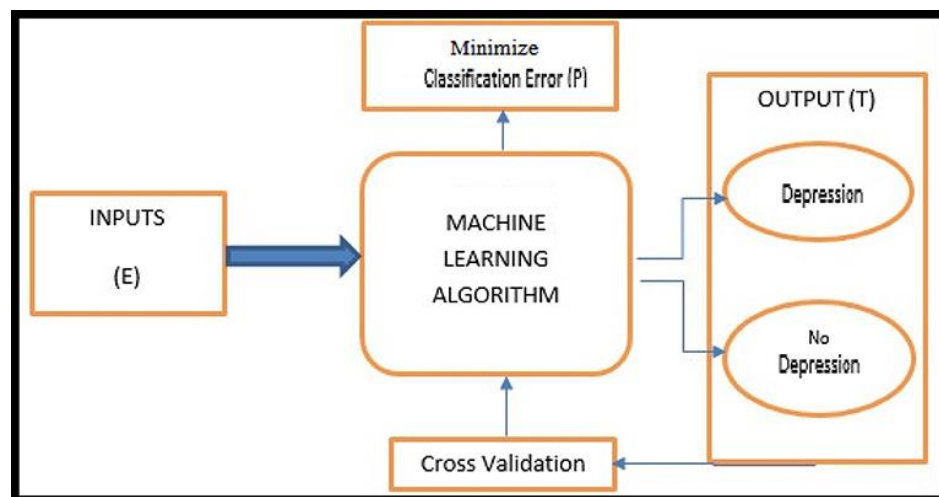 Minimize
Classification Error (P)
OUTPUT (T)
Depression
INPUTS
(E)
MACHINE
LEARNING
ALGORITHM
No
Depression
Cross Validation